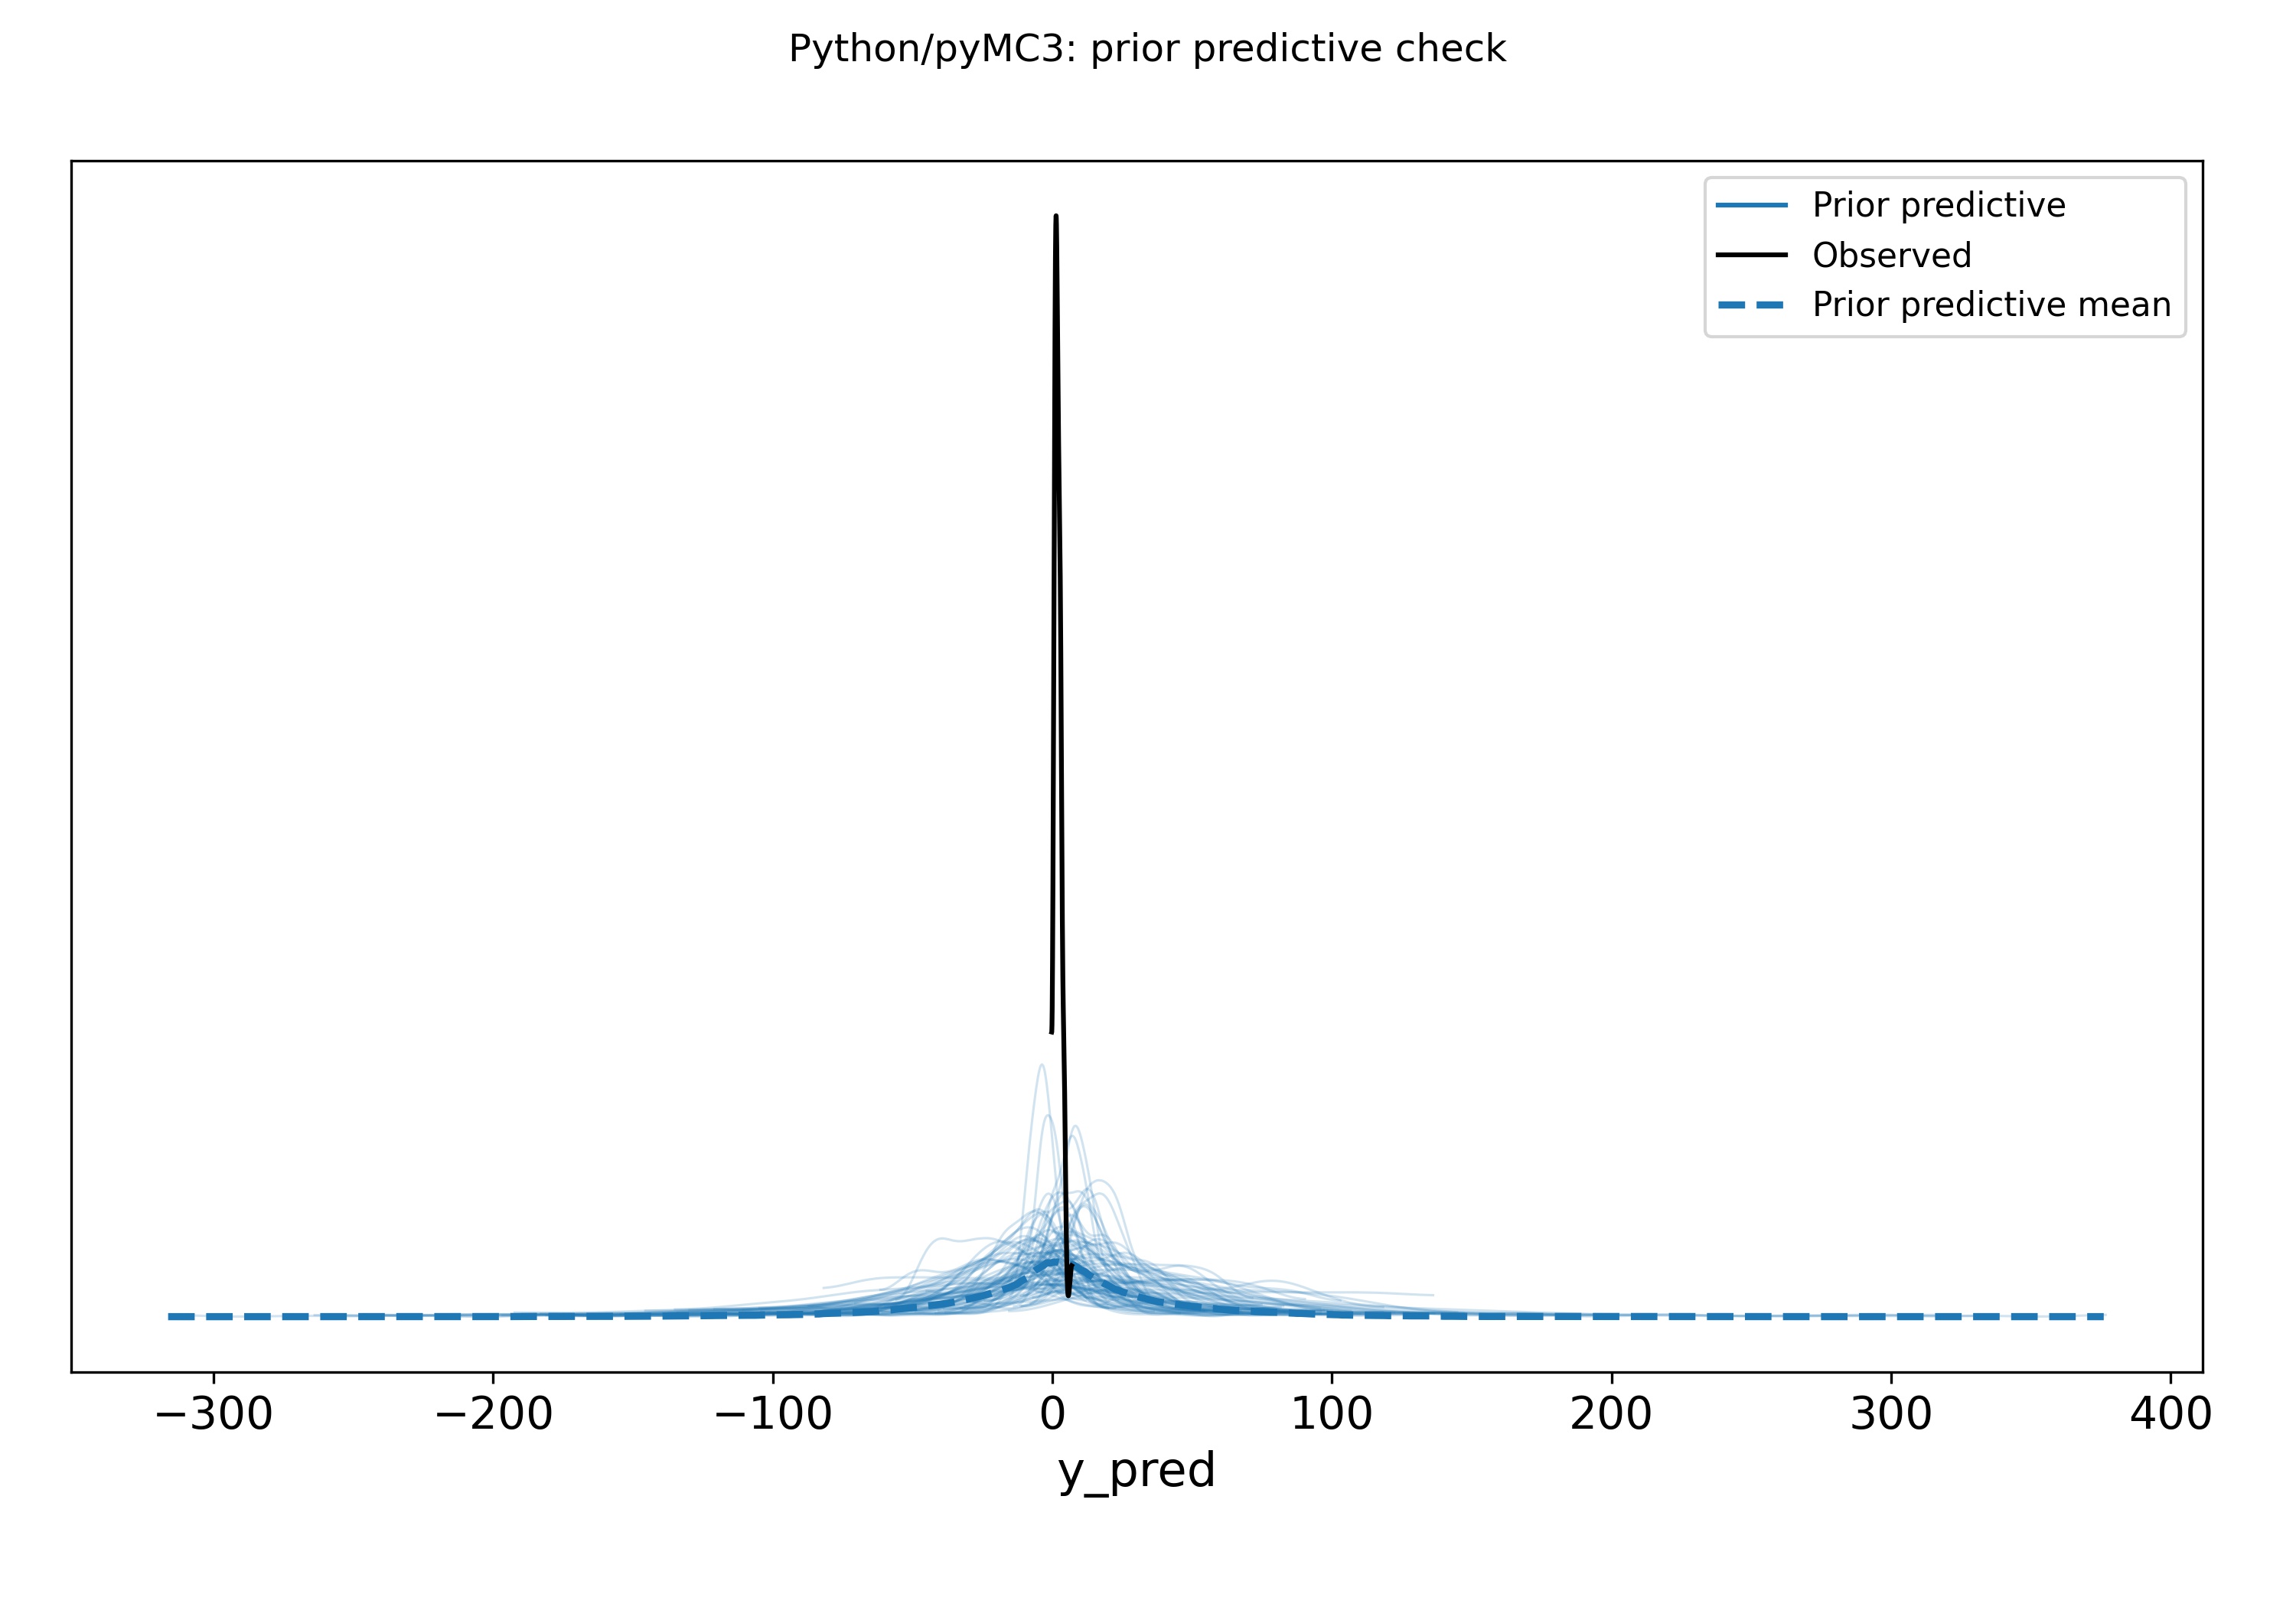 Python/pyMC3: prior predictive check
Prior predictive
Observed
Prior predictive mean
−300 −200 −100 0 100 200 300 400
y_pred